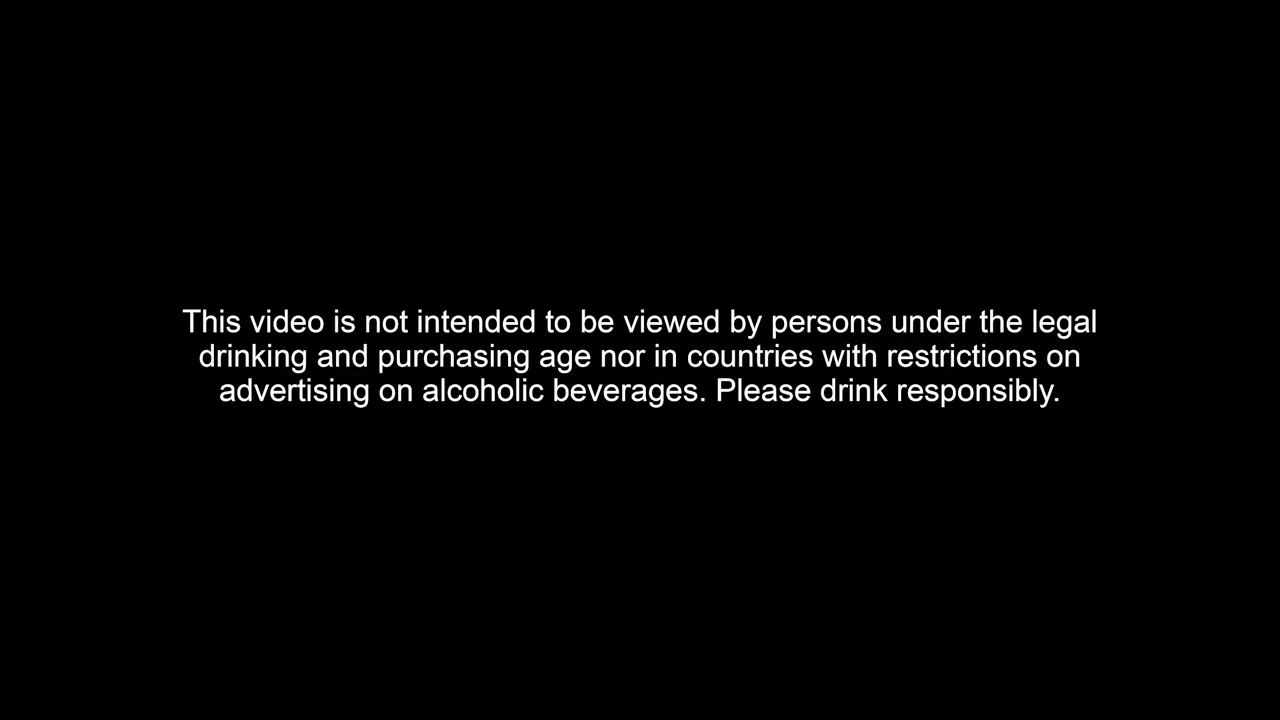 This video is not intended to be viewed by persons under the legal
drinking and purchasing age nor in countries with restrictions on
advertising on alcoholic beverages. Please drink responsibly.